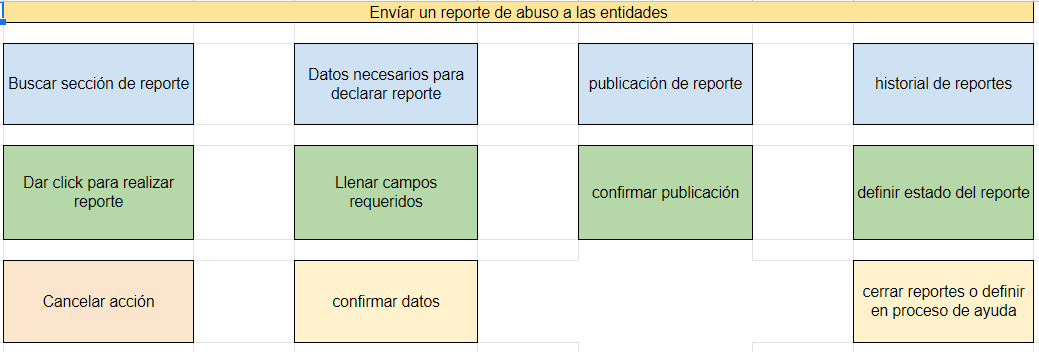 Envíar un reporte de abuso a las entidades
Buscar sección de reporte
Datos necesarios para
declarar reporte
publicación de reporte
historial de reportes
Dar click para realizar
reporte
Llenar campos
requeridos
confirmar publicación
definir estado del reporte
Cancelar acción
confirmar datos
cerrar reportes o definir
en proceso de ayuda